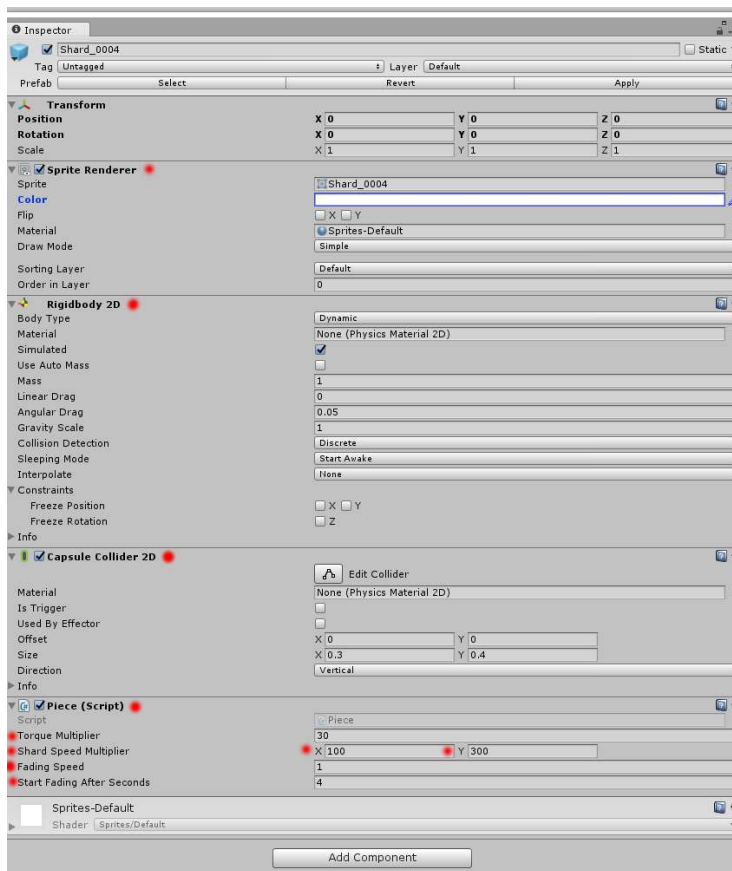 Inspector
Shard_0004 Static
Tag Untagged Layer Default
Prefab Select Revert Apply
Transform
Position X 0 Y 0 Z 0
Rotation X 0 Y 0 Z 0
Scale X 1 Y 1 Z 1
Sprite Renderer
Sprite Shard_0004
Color
Flip X Y
Material Sprites-Default
Draw Mode Simple
Sorting Layer Default
Order in Layer 0
Rigidbody 2D
Body Type Dynamic
Material None (Physics Material 2D)
Simulated
Use Auto Mass
Mass 1
Linear Drag 0
Angular Drag 0.05
Gravity Scale 1
Collision Detection Discrete
Sleeping Mode Start Awake
Interpolate None
Constraints
Freeze Position X Y
Freeze Rotation Z
Info
Capsule Collider 2D
Edit Collider
Material None (Physics Material 2D)
Is Trigger
Used By Effector
Offset X 0 Y 0
Size X 0.3 Y 0.4
Direction Vertical
Info
Piece (Script)
Script Piece
Torque Multiplier 30
Shard Speed Multiplier X 100 Y 300
Fading Speed 1
Start Fading After Seconds 4
Sprites-Default
Shader Sprites/Default
Add Component